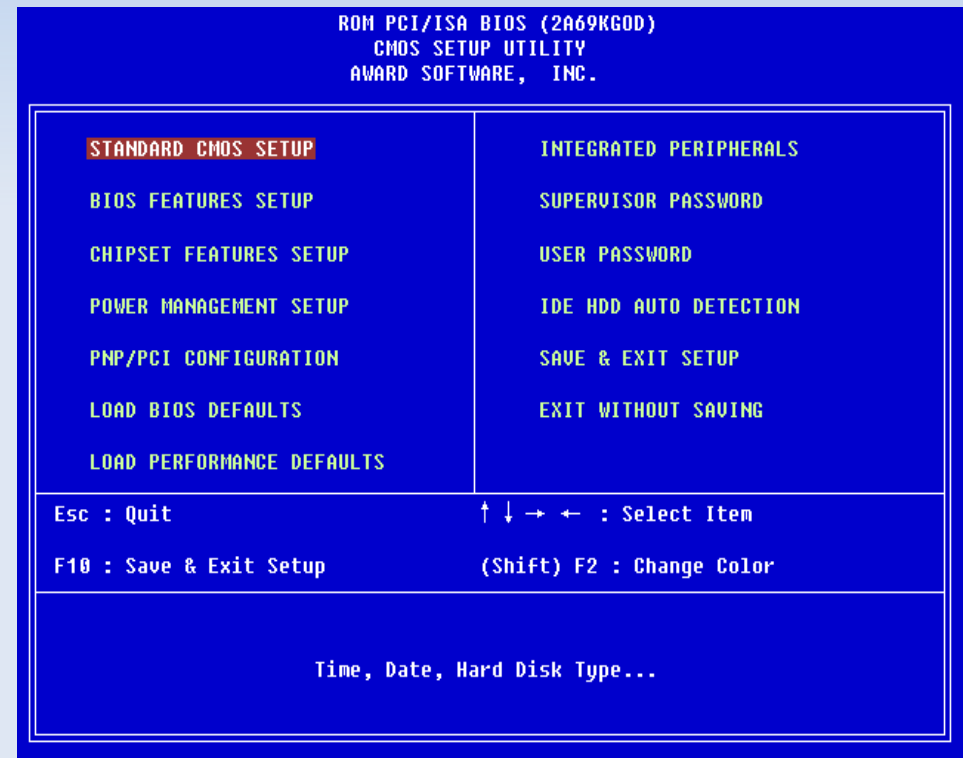 ROM PCI/ISA BIOS (2A69KGOD)
CMOS SETUP UTILITY
AWARD SOFTWARE, INC.
STANDARD CMOS SETUP
BIOS FEATURES SETUP
CHIPSET FEATURES SETUP
POWER MANAGEMENT SETUP
PNP/PCI CONFIGURATION
LOAD BIOS DEFAULTS
LOAD PERFORMANCE DEFAULTS
INTEGRATED PERIPHERALS
SUPERVISOR PASSWORD
USER PASSWORD
IDE HDD AUTO DETECTION
SAVE & EXIT SETUP
EXIT WITHOUT SAVING
Esc : Quit
↑ ↓ → ← : Select Item
F10 : Save & Exit Setup
(Shift) F2 : Change Color
Time, Date, Hard Disk Type...